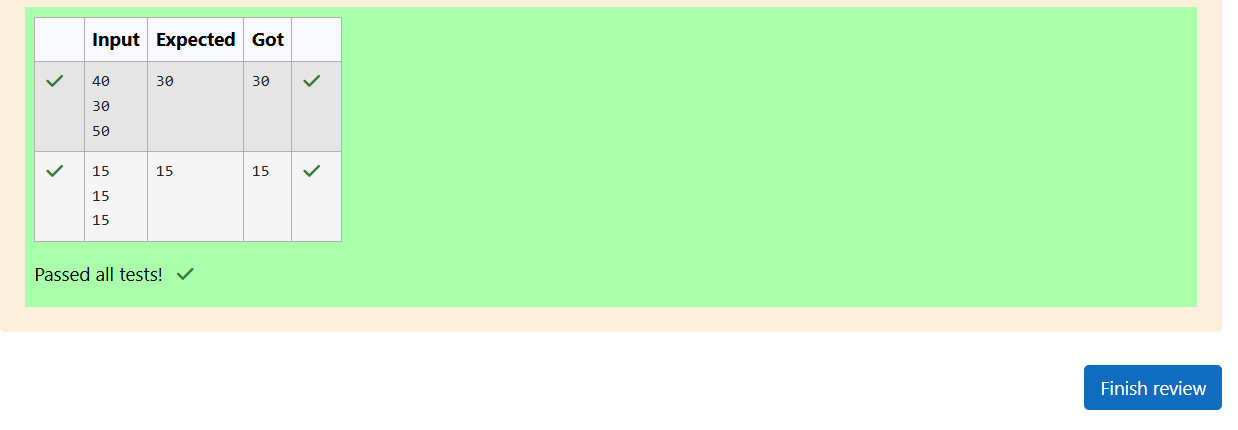 Input Expected Got
40 30 30
30
50
15 15 15
15
15
Passed all tests!
Finish review